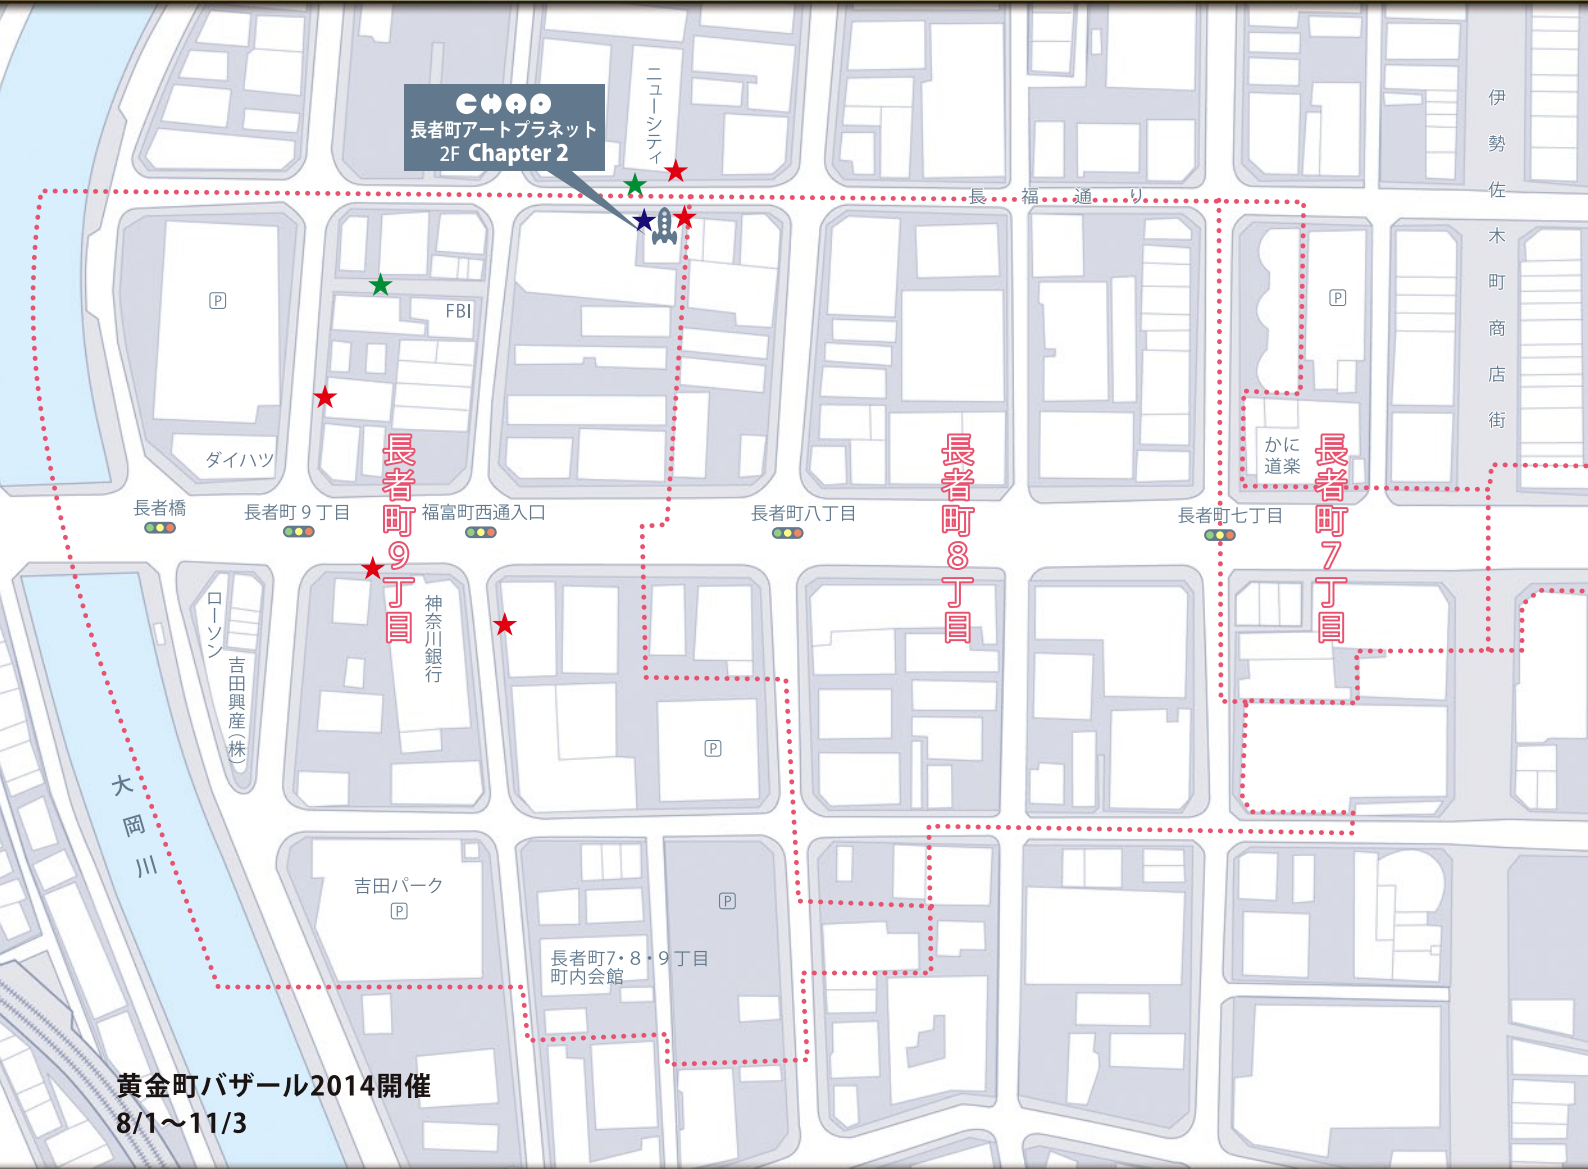 CHAP
長者町アートプラネット
2F Chapter 2
ニューシティ
長福通り
伊勢佐木町商店街
P
FBI
P
ダイハツ
かに
道楽
長者町9丁目
長者町8丁目
長者町7丁目
長者橋
長者町9丁目
福富町西通入口
長者町八丁目
長者町七丁目
ローソン
吉田興産(株)
神奈川銀行
P
大岡川
吉田パーク
P
P
長者町7・8・9丁目
町内会館
黄金町バザール2014開催
8/1〜11/3